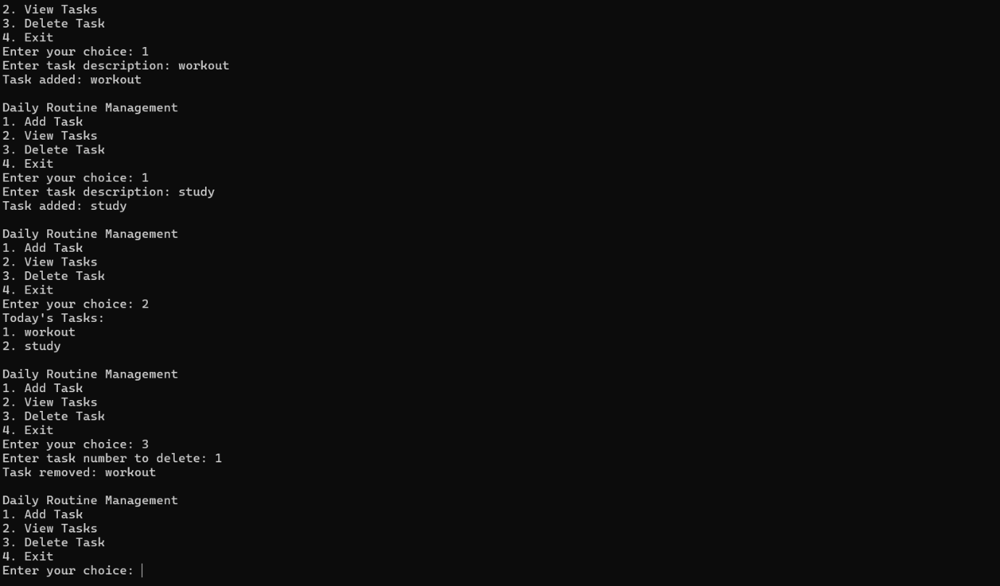 2. View Tasks
3. Delete Task
4. Exit
Enter your choice: 1
Enter task description: workout
Task added: workout
Daily Routine Management
1. Add Task
2. View Tasks
3. Delete Task
4. Exit
Enter your choice: 1
Enter task description: study
Task added: study
Daily Routine Management
1. Add Task
2. View Tasks
3. Delete Task
4. Exit
Enter your choice: 2
Today's Tasks:
1. workout
2. study
Daily Routine Management
1. Add Task
2. View Tasks
3. Delete Task
4. Exit
Enter your choice: 3
Enter task number to delete: 1
Task removed: workout
Daily Routine Management
1. Add Task
2. View Tasks
3. Delete Task
4. Exit
Enter your choice: